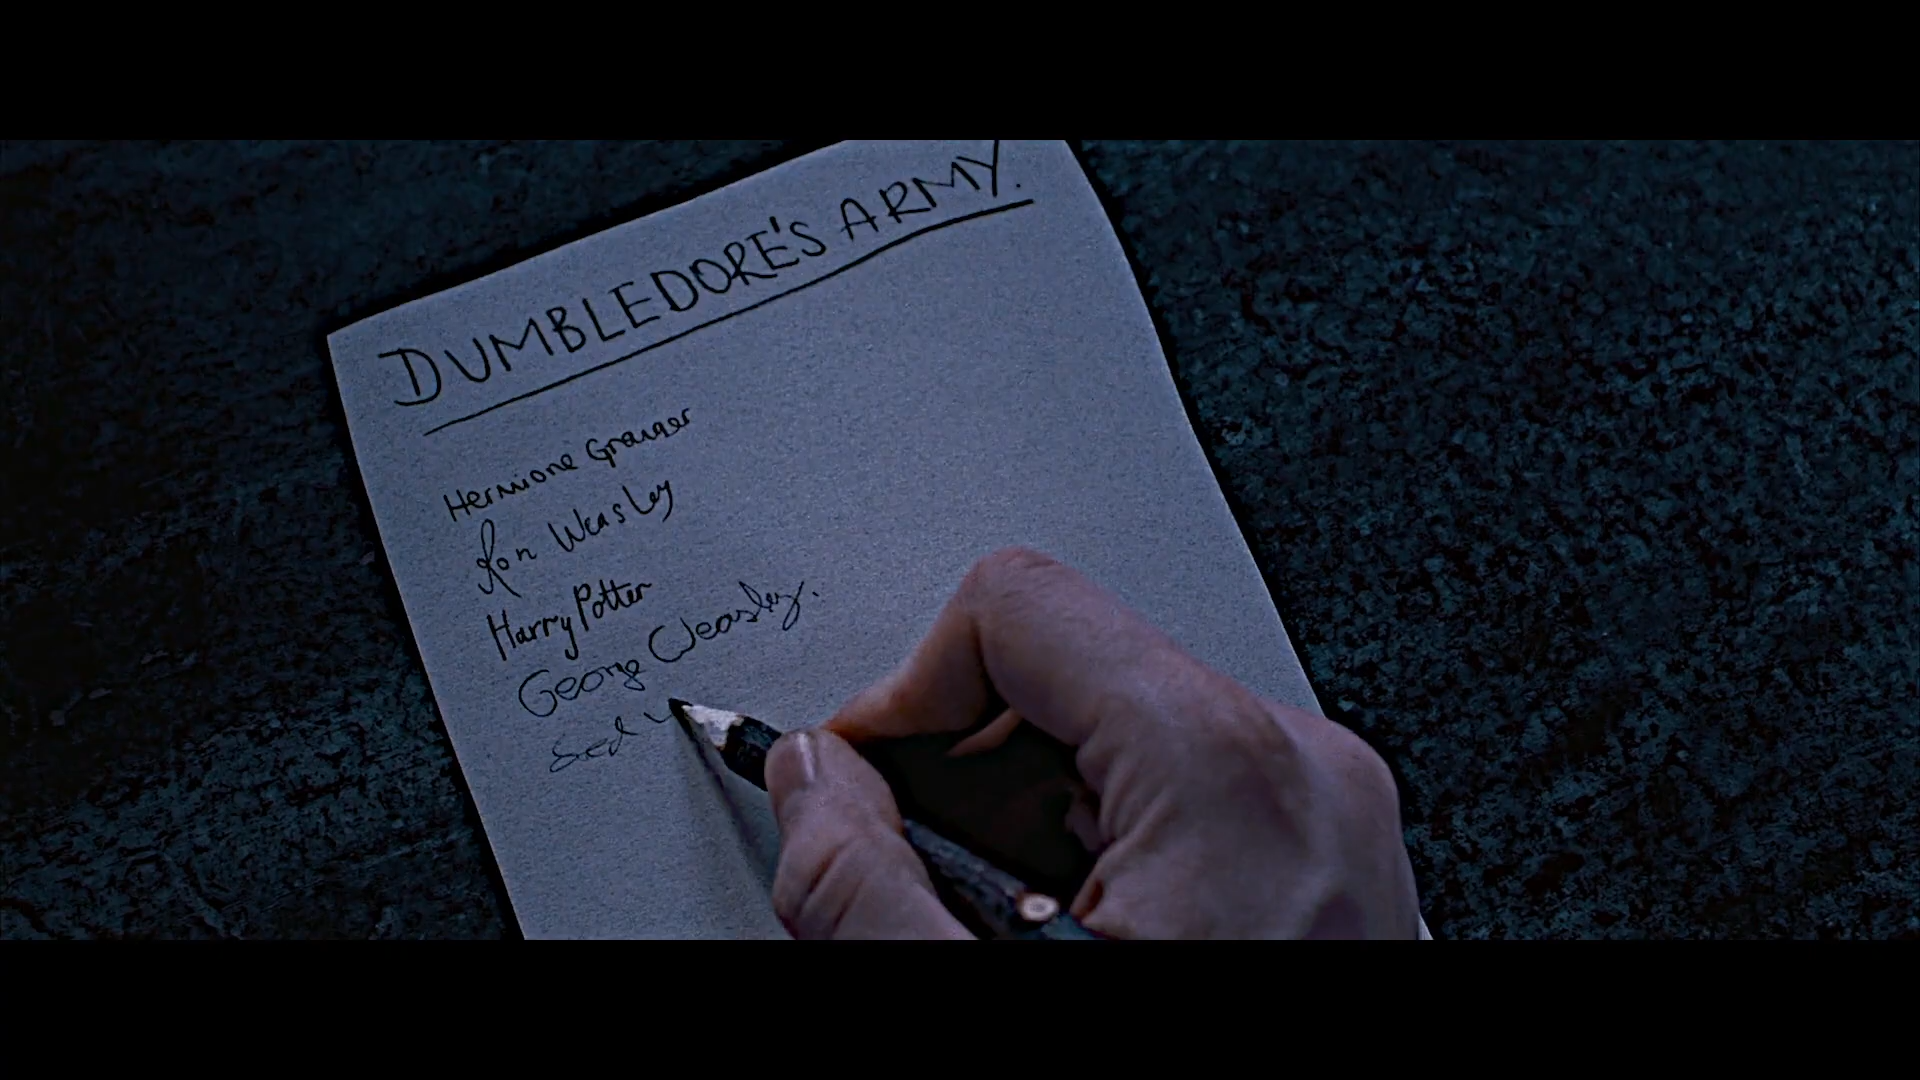 DUMBLEDORE'S ARMY.
Hermione Granger
Ron Weasley
Harry Potter
George Weasley.